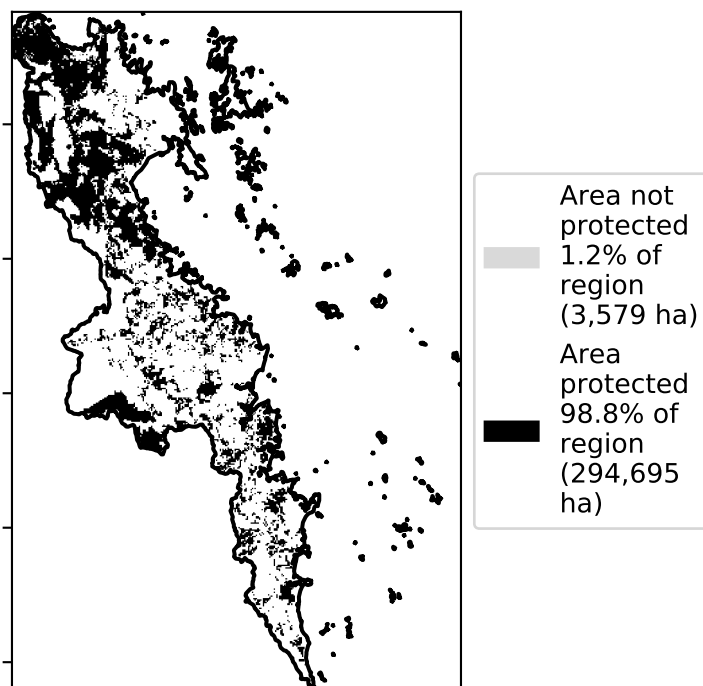 Area not
protected
1.2% of
region
(3,579 ha)
Area
protected
98.8% of
region
(294,695
ha)